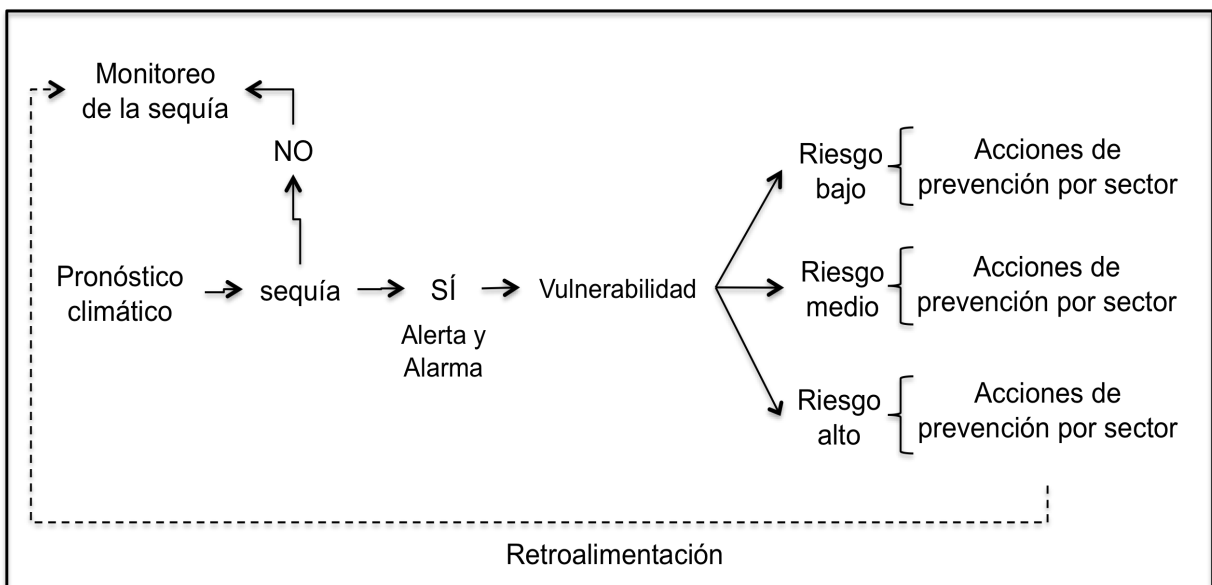 Monitoreo
de la sequía
NO
Pronóstico
climático
sequía
SÍ
Alerta y
Alarma
Vulnerabilidad
Riesgo
bajo
Acciones de
prevención por sector
Riesgo
medio
Acciones de
prevención por sector
Riesgo
alto
Acciones de
prevención por sector
Retroalimentación